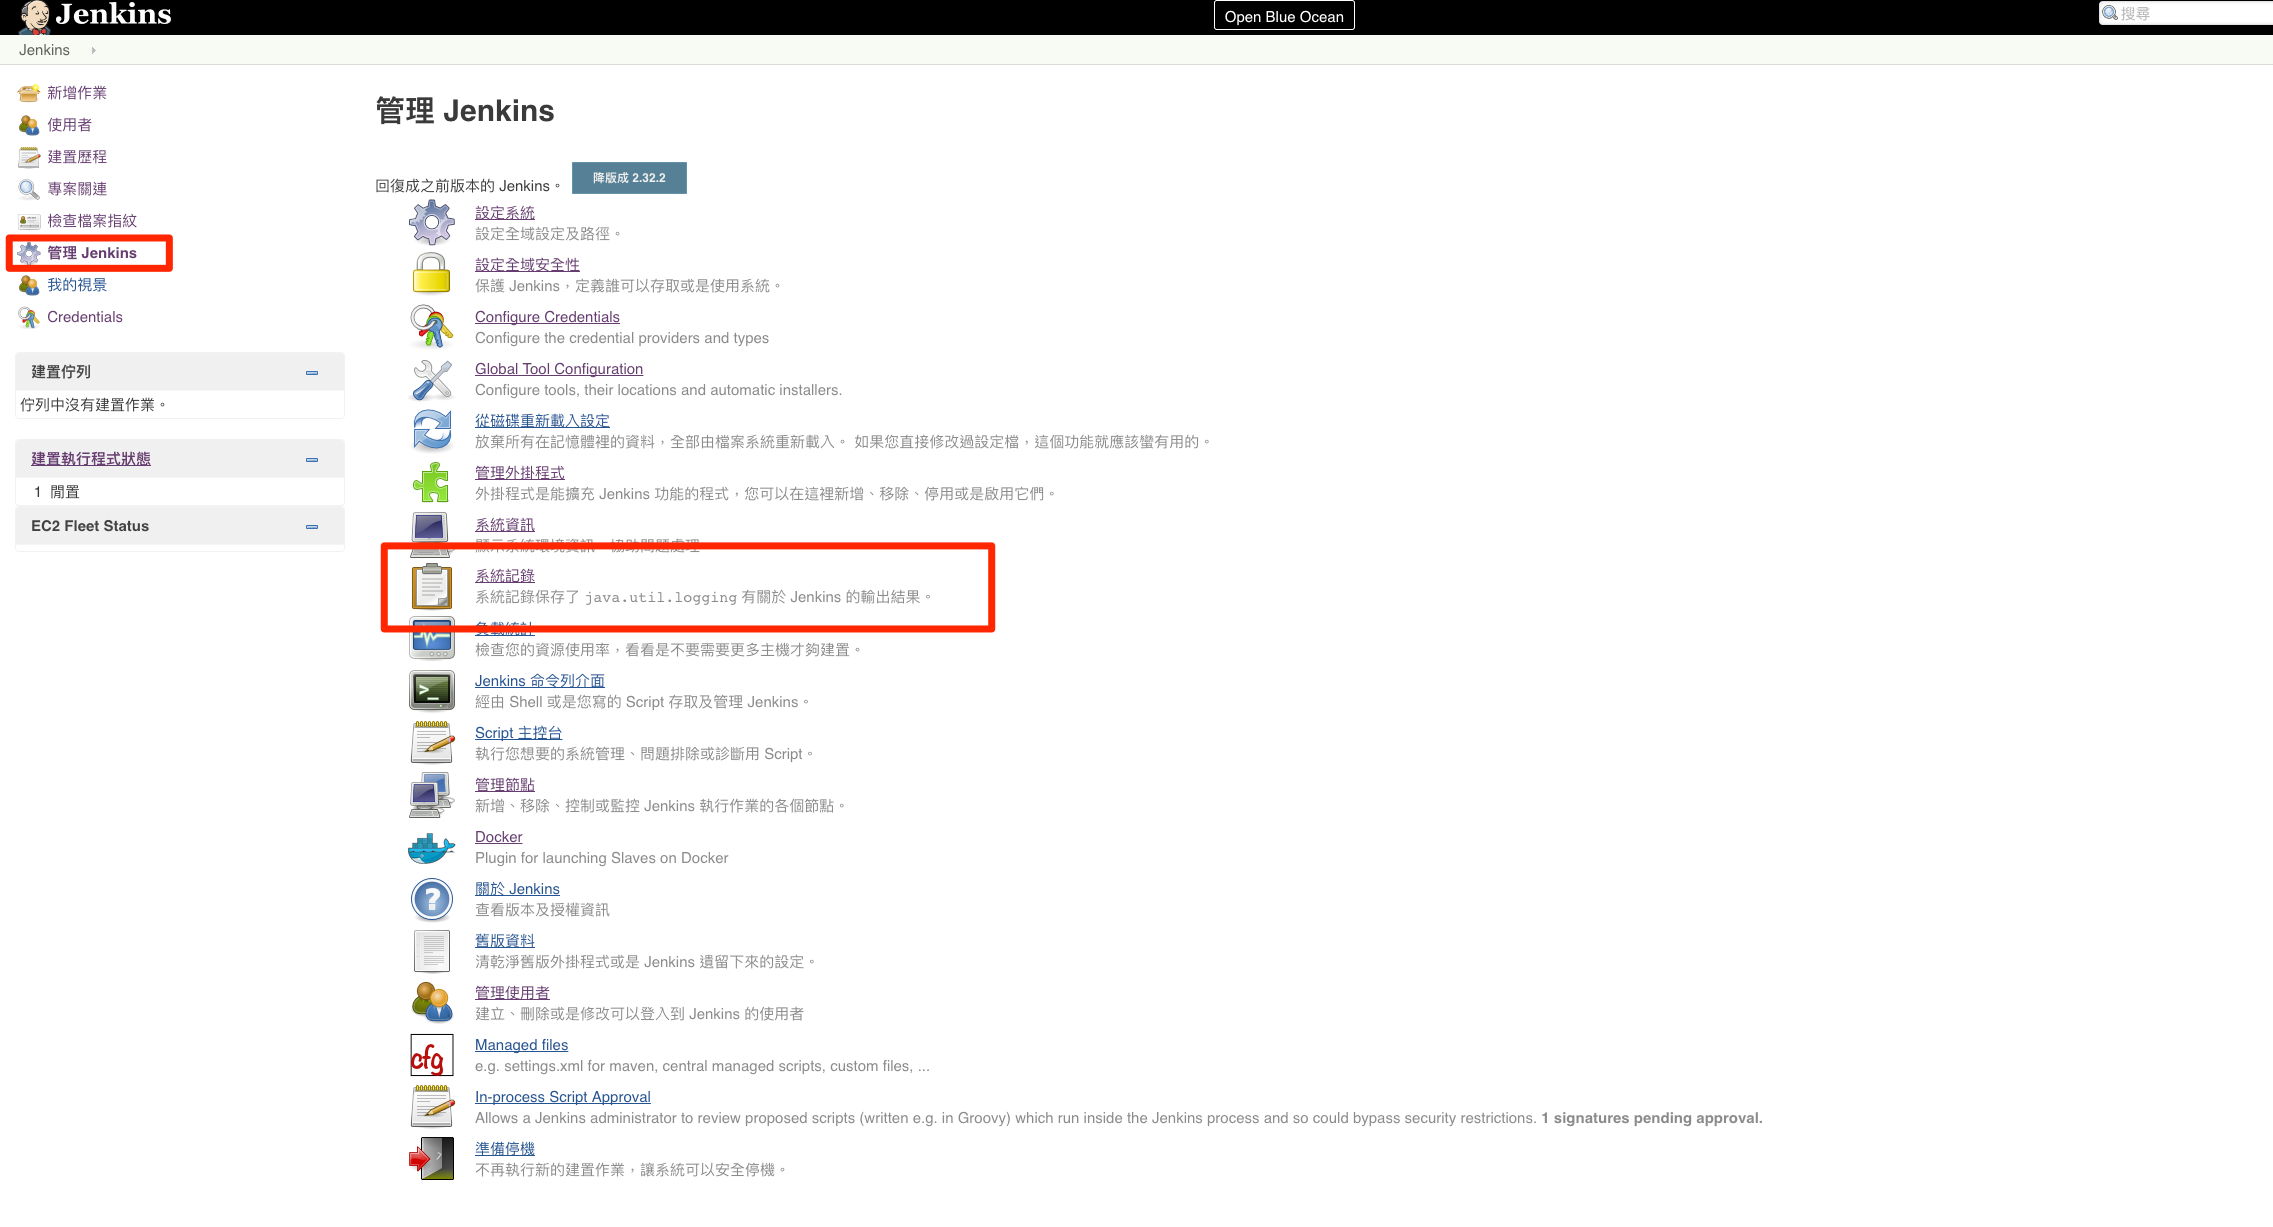 Jenkins
Open Blue Ocean
搜尋
Jenkins
新增作業
使用者
建置歷程
專案關連
檢查檔案指紋
管理 Jenkins
我的視景
Credentials
建置佇列
佇列中沒有建置作業。
建置執行程式狀態
1 閒置
EC2 Fleet Status
管理 Jenkins
回復成之前版本的 Jenkins。
降版成 2.32.2
設定系統
設定全域設定及路徑。
設定全域安全性
保護 Jenkins，定義誰可以存取或是使用系統。
Configure Credentials
Configure the credential providers and types
Global Tool Configuration
Configure tools, their locations and automatic installers.
從磁碟重新載入設定
放棄所有在記憶體裡的資料，全部由檔案系統重新載入。 如果您直接修改過設定檔，這個功能就應該蠻有用的。
管理外掛程式
外掛程式是能擴充 Jenkins 功能的程式，您可以在這裡新增、移除、停用或是啟用它們。
系統資訊
顯示系統環境資訊，協助問題處理
系統記錄
系統記錄保存了 java.util.logging 有關於 Jenkins 的輸出結果。
負載統計
檢查您的資源使用率，看看是不要需要更多主機才夠建置。
Jenkins 命令列介面
經由 Shell 或是您寫的 Script 存取及管理 Jenkins。
Script 主控台
執行您想要的系統管理、問題排除或診斷用 Script。
管理節點
新增、移除、控制或監控 Jenkins 執行作業的各個節點。
Docker
Plugin for launching Slaves on Docker
關於 Jenkins
查看版本及授權資訊
舊版資料
清乾淨舊版外掛程式或是 Jenkins 遺留下來的設定。
管理使用者
建立、刪除或是修改可以登入到 Jenkins 的使用者
cfg
Managed files
e.g. settings.xml for maven, central managed scripts, custom files, ...
In-process Script Approval
Allows a Jenkins administrator to review proposed scripts (written e.g. in Groovy) which run inside the Jenkins process and so could bypass security restrictions. 1 signatures pending approval.
準備停機
不再執行新的建置作業，讓系統可以安全停機。